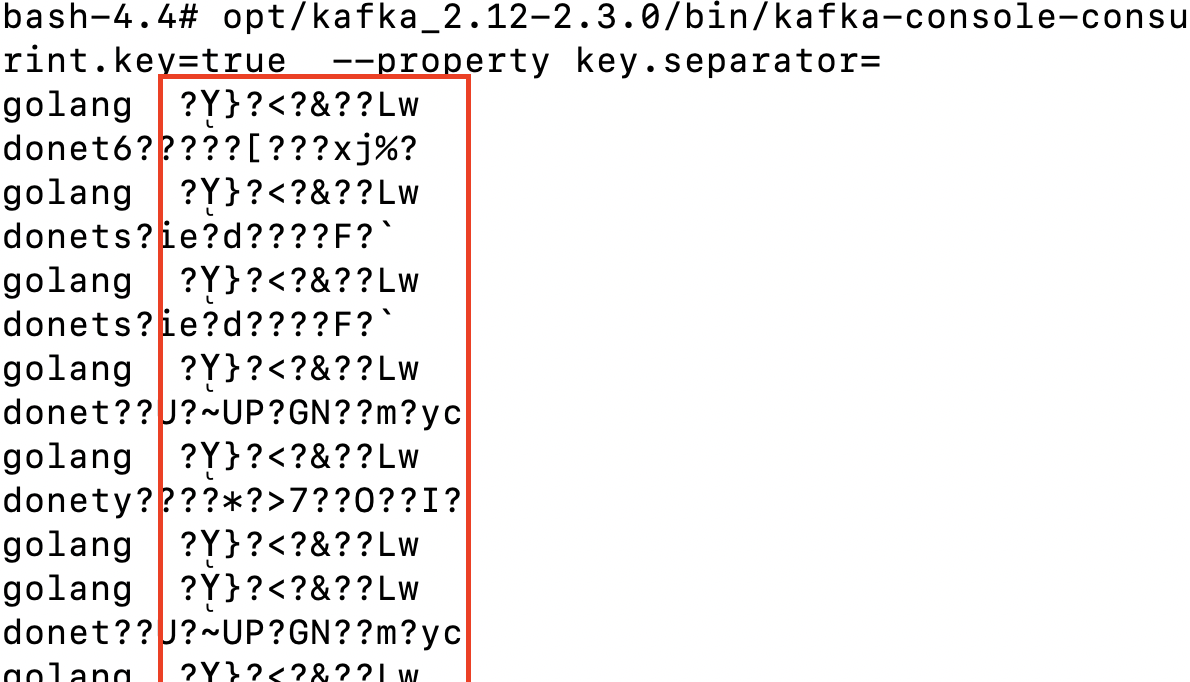 bash-4.4# opt/kafka_2.12-2.3.0/bin/kafka-console-consu
rint.key=true  --property key.separator=
golang  ?Y̨}?<?&??Lw
donet6?????[???xj%?
golang  ?Y̨}?<?&??Lw
donets?ie?d????F?`
golang  ?Y̨}?<?&??Lw
donets?ie?d????F?`
golang  ?Y̨}?<?&??Lw
donet??U?~UP?GN??m?yc
golang  ?Y̨}?<?&??Lw
donety????*?>7??O??I?
golang  ?Y̨}?<?&??Lw
golang  ?Y̨}?<?&??Lw
donet??U?~UP?GN??m?yc
golang  ?Y̨}?<?&??Lw